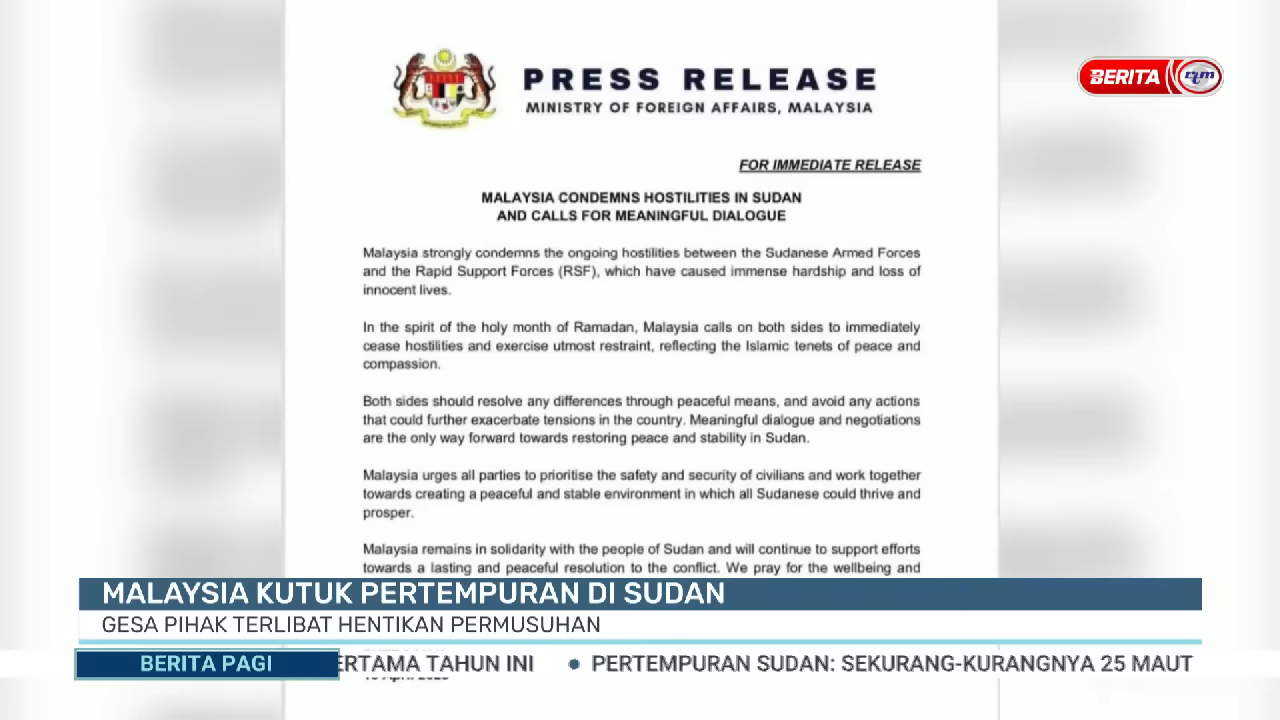 PRESS RELEASE
MINISTRY OF FOREIGN AFFAIRS, MALAYSIA
BERITA rtm
FOR IMMEDIATE RELEASE
MALAYSIA CONDEMNS HOSTILITIES IN SUDAN
AND CALLS FOR MEANINGFUL DIALOGUE
Malaysia strongly condemns the ongoing hostilities between the Sudanese Armed Forces
and the Rapid Support Forces (RSF), which have caused immense hardship and loss of
innocent lives.
In the spirit of the holy month of Ramadan, Malaysia calls on both sides to immediately
cease hostilities and exercise utmost restraint, reflecting the Islamic tenets of peace and
compassion.
Both sides should resolve any differences through peaceful means, and avoid any actions
that could further exacerbate tensions in the country. Meaningful dialogue and negotiations
are the only way forward towards restoring peace and stability in Sudan.
Malaysia urges all parties to prioritise the safety and security of civilians and work together
towards creating a peaceful and stable environment in which all Sudanese could thrive and
prosper.
Malaysia remains in solidarity with the people of Sudan and will continue to support efforts
towards a lasting and peaceful resolution to the conflict. We pray for the wellbeing and
MALAYSIA KUTUK PERTEMPURAN DI SUDAN
GESA PIHAK TERLIBAT HENTIKAN PERMUSUHAN
BERITA PAGI ERTAMA TAHUN INI • PERTEMPURAN SUDAN: SEKURANG-KURANGNYA 25 MAUT